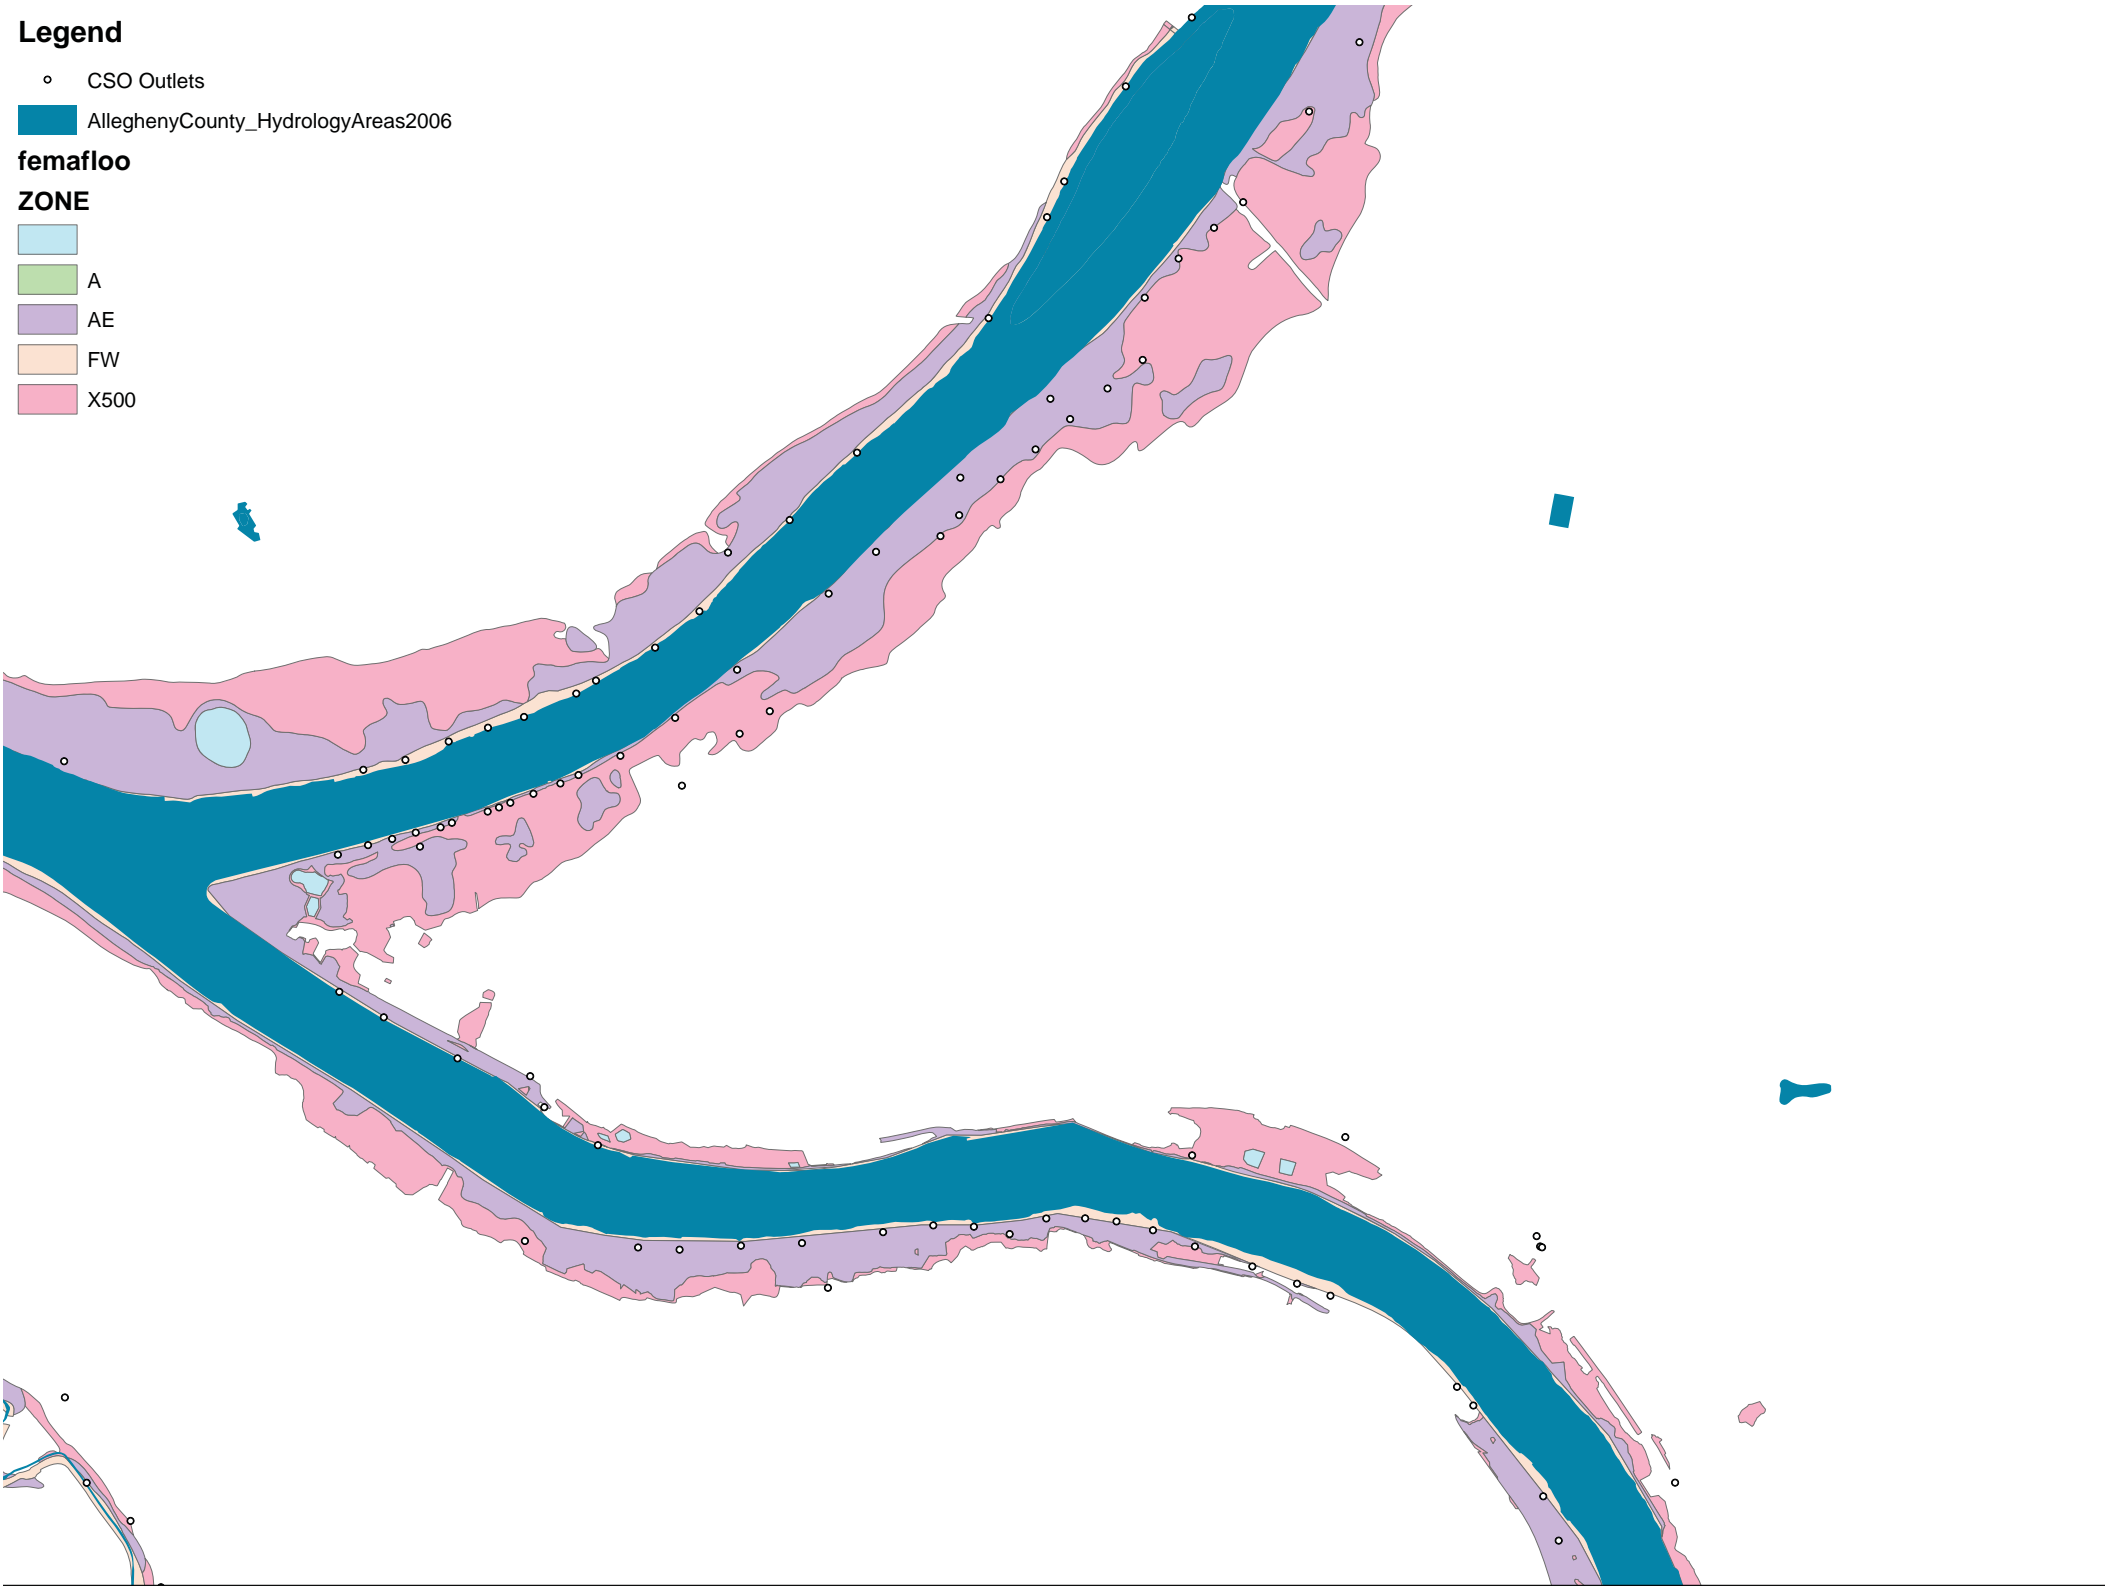 Legend
CSO Outlets
AlleghenyCounty_HydrologyAreas2006
femafloo
ZONE
A
AE
FW
X500